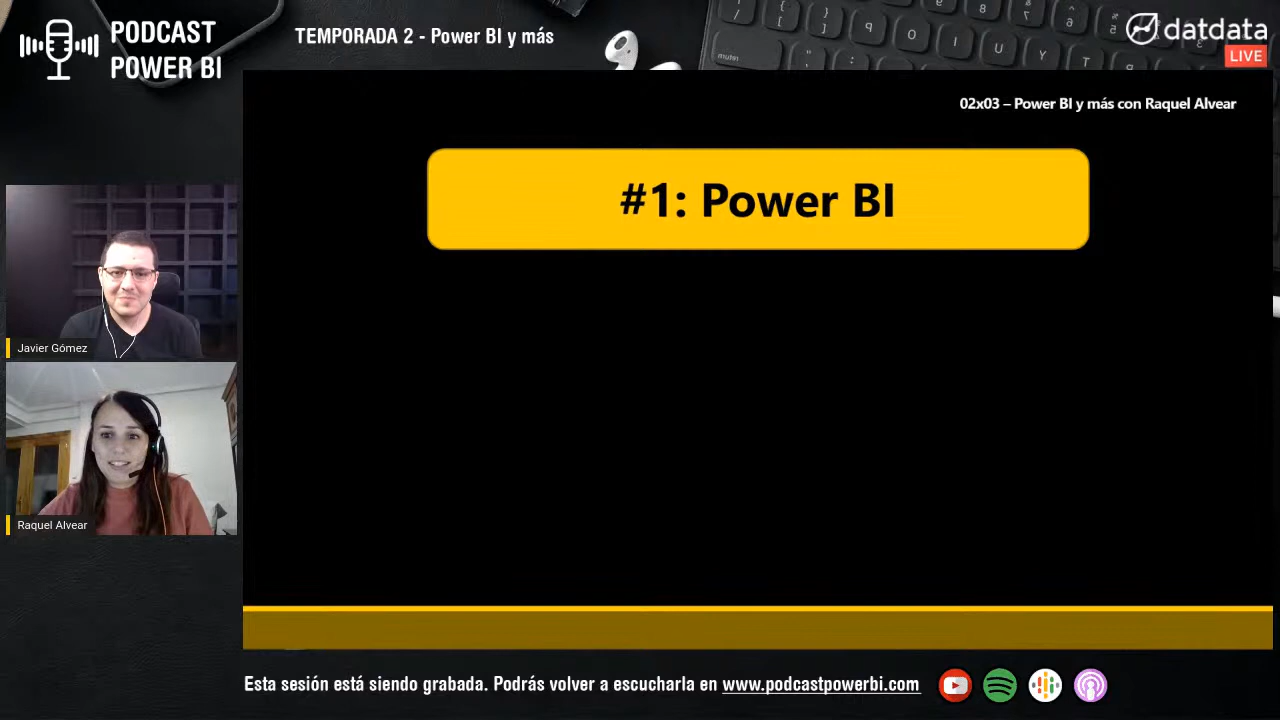 PODCAST
POWER BI
TEMPORADA 2 - Power BI y más
datdata
LIVE
02x03 – Power BI y más con Raquel Alvear
#1: Power BI
Javier Gómez
Raquel Alvear
Esta sesión está siendo grabada. Podrás volver a escucharla en www.podcastpowerbi.com